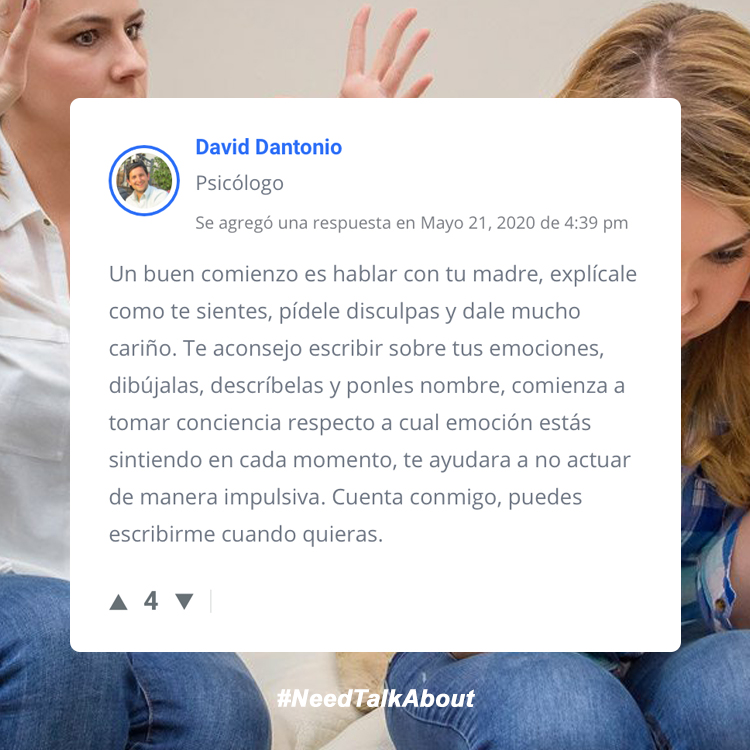 David Dantonio
Psicólogo
Se agregó una respuesta en Mayo 21, 2020 de 4:39 pm
Un buen comienzo es hablar con tu madre, explícale
como te sientes, pídele disculpas y dale mucho
cariño. Te aconsejo escribir sobre tus emociones,
dibújalas, descríbelas y ponles nombre, comienza a
tomar conciencia respecto a cual emoción estás
sintiendo en cada momento, te ayudara a no actuar
de manera impulsiva. Cuenta conmigo, puedes
escribirme cuando quieras.
▲ 4 ▼
#NeedTalkAbout